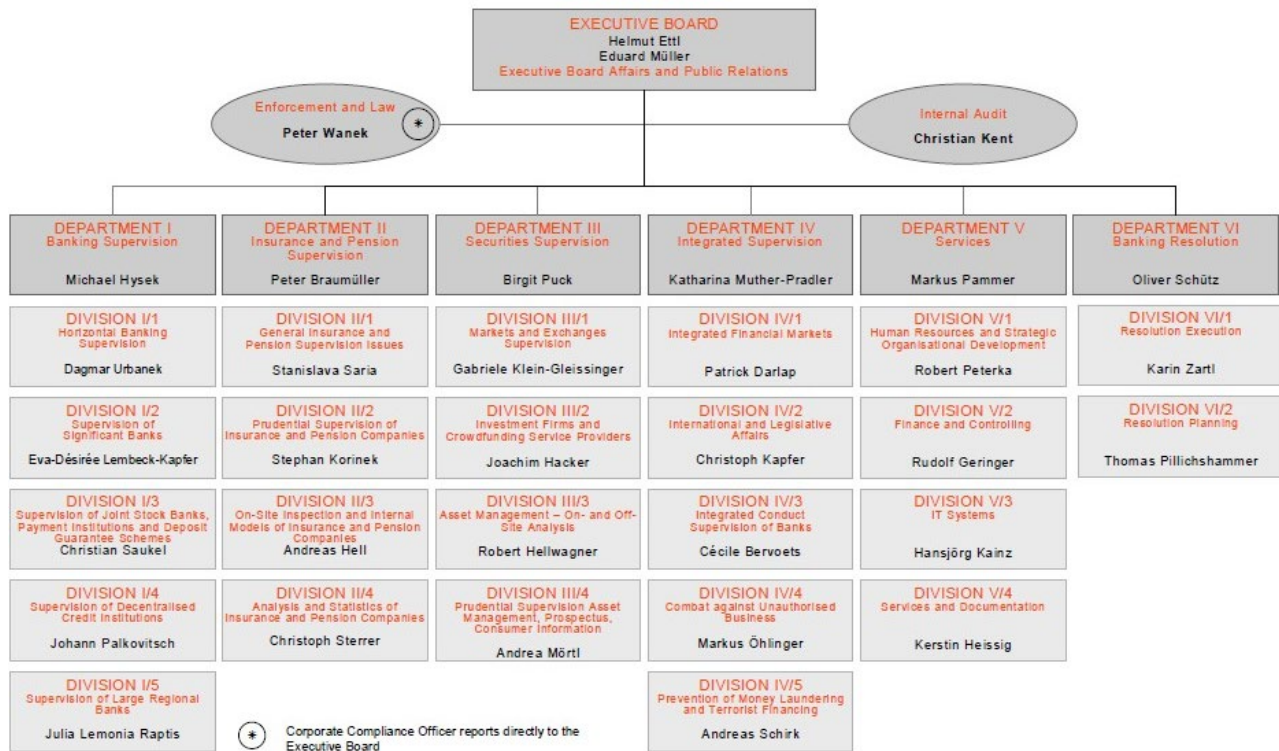 EXECUTIVE BOARD
Helmut Ettl
Eduard Müller
Executive Board Affairs and Public Relations
Enforcement and Law
Peter Wanek
*
Internal Audit
Christian Kent
DEPARTMENT I
Banking Supervision
Michael Hysek
DEPARTMENT II
Insurance and Pension
Supervision
Peter Braumüller
DEPARTMENT III
Securities Supervision
Birgit Puck
DEPARTMENT IV
Integrated Supervision
Katharina Muther-Pradler
DEPARTMENT V
Services
Markus Pammer
DEPARTMENT VI
Banking Resolution
Oliver Schütz
DIVISION I/1
Horizontal Banking
Supervision
Dagmar Urbanek
DIVISION II/1
General Insurance and
Pension Supervision Issues
Stanislava Saria
DIVISION III/1
Markets and Exchanges
Supervision
Gabriele Klein-Gleissinger
DIVISION IV/1
Integrated Financial Markets
Patrick Darlap
DIVISION V/1
Human Resources and Strategic
Organisational Development
Robert Peterka
DIVISION VI/1
Resolution Execution
Karin Zartl
DIVISION I/2
Supervision of
Significant Banks
Eva-Désirée Lembeck-Kapfer
DIVISION II/2
Prudential Supervision of
Insurance and Pension Companies
Stephan Korinek
DIVISION III/2
Investment Firms and
Crowdfunding Service Providers
Joachim Hacker
DIVISION IV/2
International and Legislative
Affairs
Christoph Kapfer
DIVISION V/2
Finance and Controlling
Rudolf Geringer
DIVISION VI/2
Resolution Planning
Thomas Pillichshammer
DIVISION I/3
Supervision of Joint Stock Banks,
Payment Institutions and Deposit
Guarantee Schemes
Christian Saukel
DIVISION II/3
On-Site Inspection and Internal
Models of Insurance and Pension
Companies
Andreas Hell
DIVISION III/3
Asset Management – On- and Off-
Site Analysis
Robert Hellwagner
DIVISION IV/3
Integrated Conduct
Supervision of Banks
Cécile Bervoets
DIVISION V/3
IT Systems
Hansjörg Kainz
DIVISION I/4
Supervision of Decentralised
Credit Institutions
Johann Palkovitsch
DIVISION II/4
Analysis and Statistics of
Insurance and Pension Companies
Christoph Sterrer
DIVISION III/4
Prudential Supervision Asset
Management, Prospectus,
Consumer Information
Andrea Mörtl
DIVISION IV/4
Combat against Unauthorised
Business
Markus Öhlinger
DIVISION V/4
Services and Documentation
Kerstin Heissig
DIVISION I/5
Supervision of Large Regional
Banks
Julia Lemonia Raptis
DIVISION IV/5
Prevention of Money Laundering
and Terrorist Financing
Andreas Schirk
* Corporate Compliance Officer reports directly to the
Executive Board